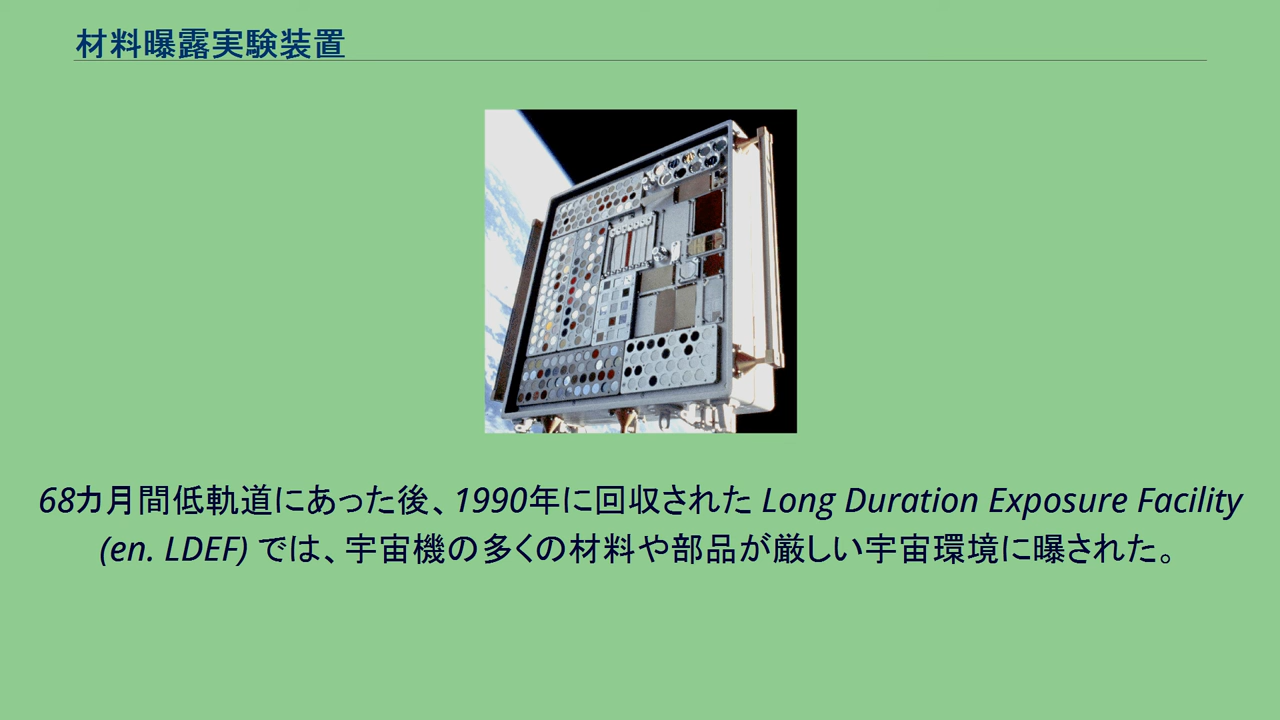 材料曝露実験装置
68カ月間低軌道にあった後、1990年に回収された Long Duration Exposure Facility
(en. LDEF) では、宇宙機の多くの材料や部品が厳しい宇宙環境に曝された。